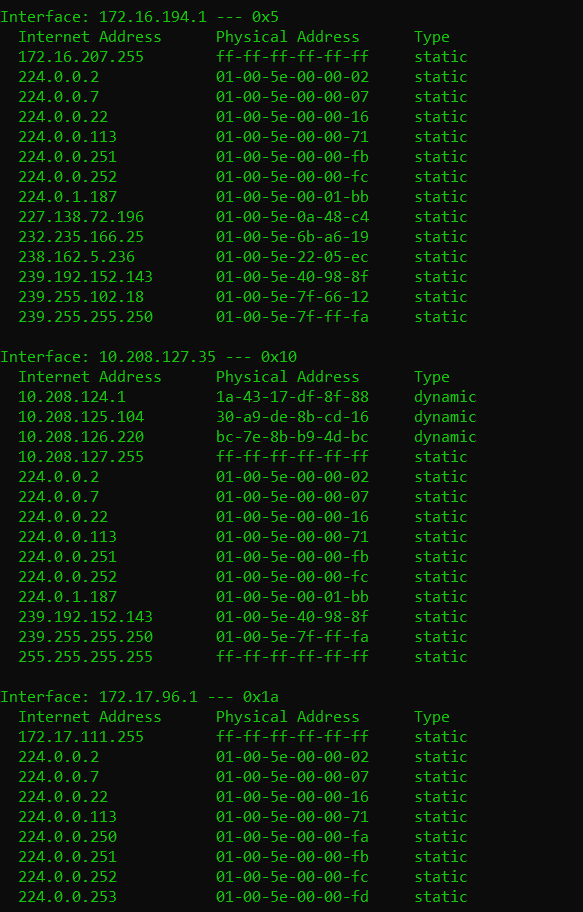 Interface: 172.16.194.1 --- 0x5
  Internet Address      Physical Address      Type
  172.16.207.255        ff-ff-ff-ff-ff-ff     static
  224.0.0.2             01-00-5e-00-00-02     static
  224.0.0.7             01-00-5e-00-00-07     static
  224.0.0.22            01-00-5e-00-00-16     static
  224.0.0.113           01-00-5e-00-00-71     static
  224.0.0.251           01-00-5e-00-00-fb     static
  224.0.0.252           01-00-5e-00-00-fc     static
  224.0.1.187           01-00-5e-00-01-bb     static
  227.138.72.196        01-00-5e-0a-48-c4     static
  232.235.166.25        01-00-5e-6b-a6-19     static
  238.162.5.236         01-00-5e-22-05-ec     static
  239.192.152.143       01-00-5e-40-98-8f     static
  239.255.102.18        01-00-5e-7f-66-12     static
  239.255.255.250       01-00-5e-7f-ff-fa     static

Interface: 10.208.127.35 --- 0x10
  Internet Address      Physical Address      Type
  10.208.124.1          1a-43-17-df-8f-88     dynamic
  10.208.125.104        30-a9-de-8b-cd-16     dynamic
  10.208.126.220        bc-7e-8b-b9-4d-bc     dynamic
  10.208.127.255        ff-ff-ff-ff-ff-ff     static
  224.0.0.2             01-00-5e-00-00-02     static
  224.0.0.7             01-00-5e-00-00-07     static
  224.0.0.22            01-00-5e-00-00-16     static
  224.0.0.113           01-00-5e-00-00-71     static
  224.0.0.251           01-00-5e-00-00-fb     static
  224.0.0.252           01-00-5e-00-00-fc     static
  224.0.1.187           01-00-5e-00-01-bb     static
  239.192.152.143       01-00-5e-40-98-8f     static
  239.255.255.250       01-00-5e-7f-ff-fa     static
  255.255.255.255       ff-ff-ff-ff-ff-ff     static

Interface: 172.17.96.1 --- 0x1a
  Internet Address      Physical Address      Type
  172.17.111.255        ff-ff-ff-ff-ff-ff     static
  224.0.0.2             01-00-5e-00-00-02     static
  224.0.0.7             01-00-5e-00-00-07     static
  224.0.0.22            01-00-5e-00-00-16     static
  224.0.0.113           01-00-5e-00-00-71     static
  224.0.0.250           01-00-5e-00-00-fa     static
  224.0.0.251           01-00-5e-00-00-fb     static
  224.0.0.252           01-00-5e-00-00-fc     static
  224.0.0.253           01-00-5e-00-00-fd     static